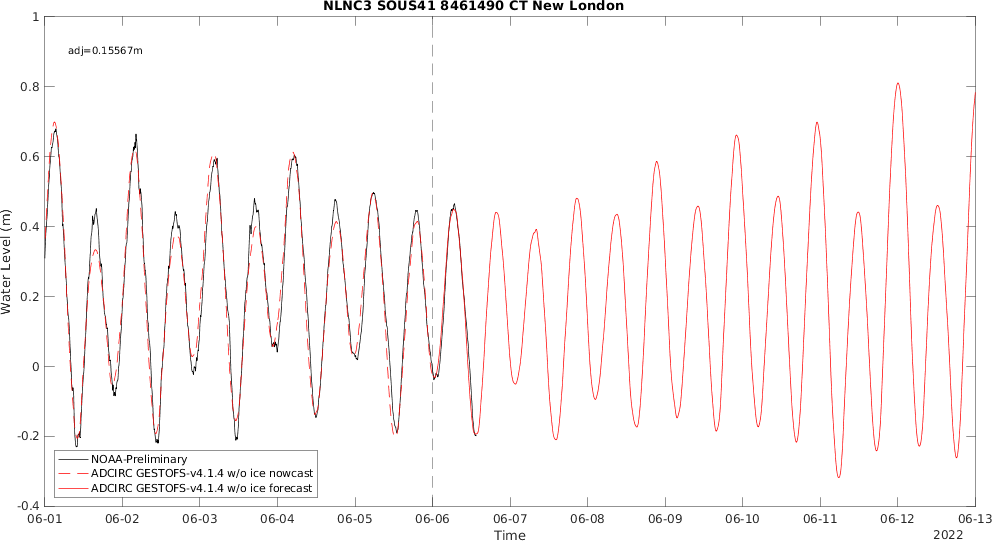 NLNC3 SOUS41 8461490 CT New London
adj=0.15567m
Water Level (m)
1
0.8
0.6
0.4
0.2
0
-0.2
-0.4
NOAA-Preliminary
ADCIRC GESTOFS-v4.1.4 w/o ice nowcast
ADCIRC GESTOFS-v4.1.4 w/o ice forecast
06-01 06-02 06-03 06-04 06-05 06-06 06-07 06-08 06-09 06-10 06-11 06-12 06-13
Time
2022